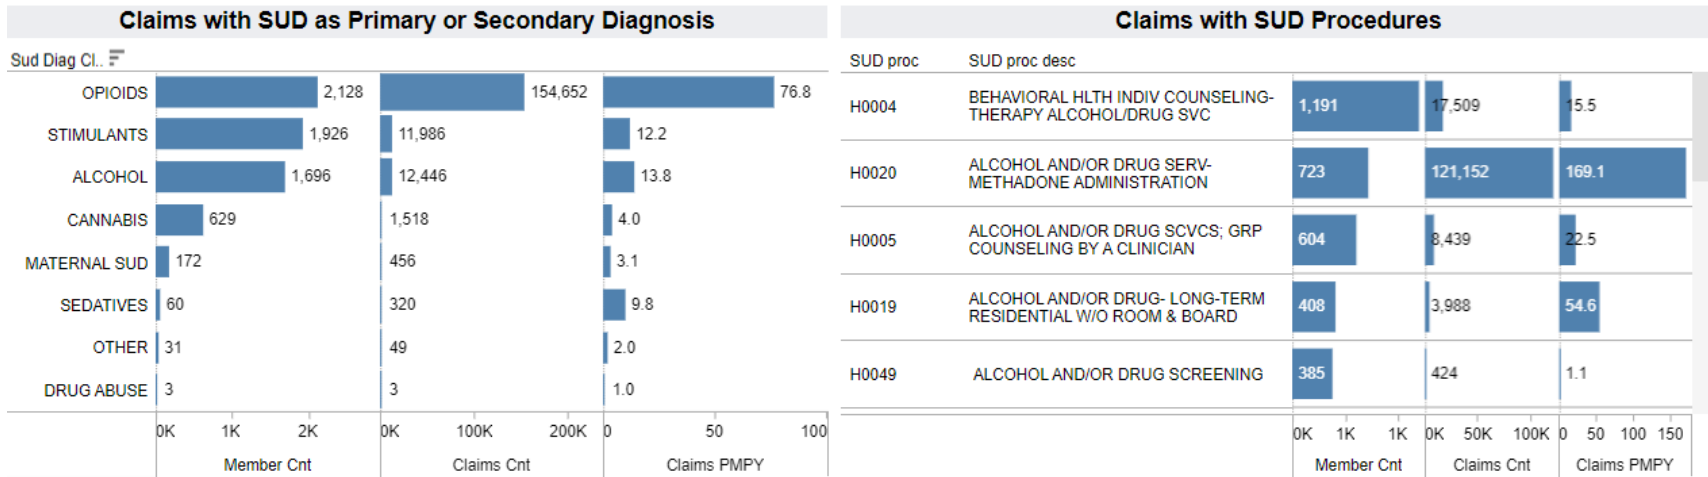 Claims with SUD as Primary or Secondary Diagnosis
Sud Diag Cl..
OPIOIDS 2,128 154,652 76.8
STIMULANTS 1,926 11,986 12.2
ALCOHOL 1,696 12,446 13.8
CANNABIS 629 1,518 4.0
MATERNAL SUD 172 456 3.1
SEDATIVES 60 320 9.8
OTHER 31 49 2.0
DRUG ABUSE 3 3 1.0
0K 1K 2K 0K 100K 200K 0 50 100
Member Cnt Claims Cnt Claims PMPY
Claims with SUD Procedures
SUD proc SUD proc desc
H0004 BEHAVIORAL HLTH INDIV COUNSELING-
THERAPY ALCOHOL/DRUG SVC 1,191 17,509 15.5
H0020 ALCOHOL AND/OR DRUG SERV-
METHADONE ADMINISTRATION 723 121,152 169.1
H0005 ALCOHOL AND/OR DRUG SCVCS; GRP
COUNSELING BY A CLINICIAN 604 8,439 22.5
H0019 ALCOHOL AND/OR DRUG- LONG-TERM
RESIDENTIAL W/O ROOM & BOARD 408 3,988 54.6
H0049 ALCOHOL AND/OR DRUG SCREENING 385 424 1.1
0K 1K 1K 0K 50K 100K 0 50 100 150
Member Cnt Claims Cnt Claims PMPY